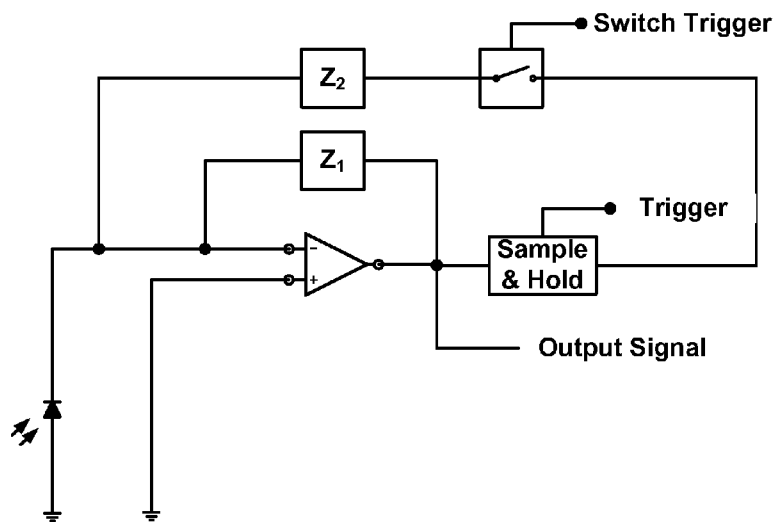 Switch Trigger
Z₂
Z₁
Trigger
Sample
& Hold
−
+
Output Signal